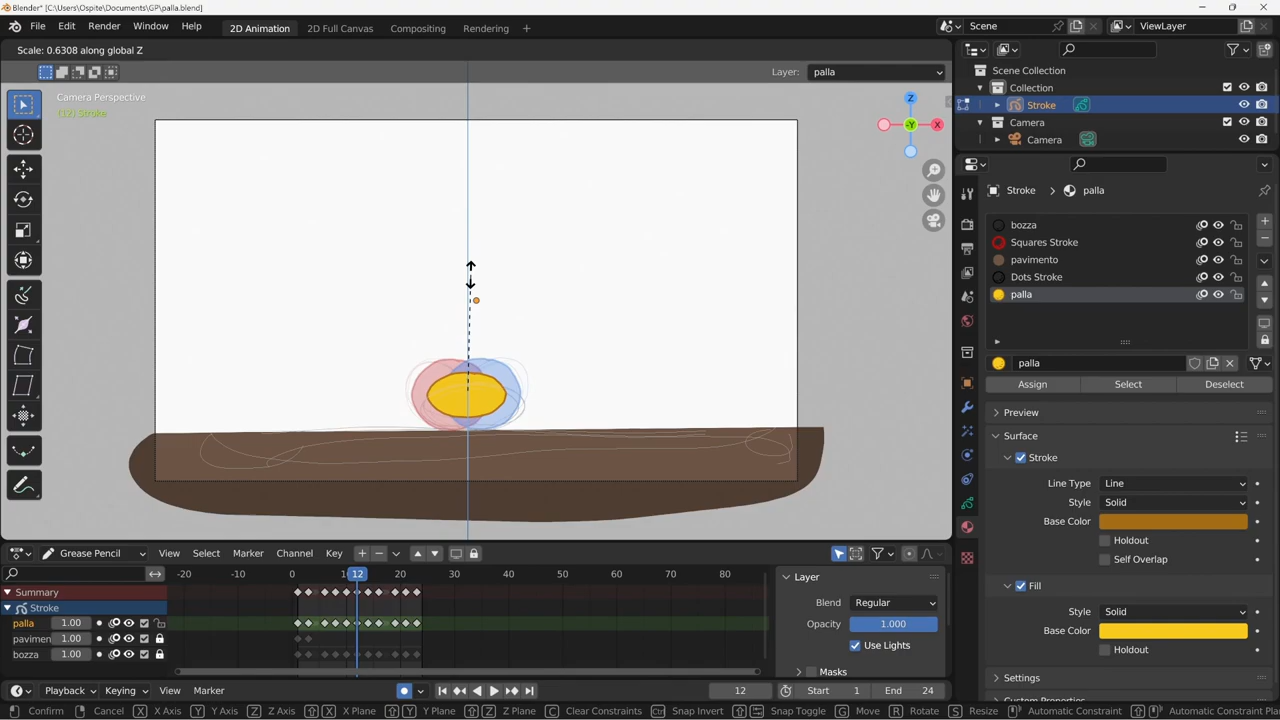 Blender* [C:\Users\Ospite\Documents\GP\palla.blend]
File Edit Render Window Help 2D Animation 2D Full Canvas Compositing Rendering + Scene ViewLayer
Scale: 0.6308 along global Z
Layer: palla
Camera Perspective
(12) Stroke
Z
-Y
X
Scene Collection
Collection
Stroke
Camera
Camera
Stroke > palla
bozza
Squares Stroke
pavimento
Dots Stroke
palla
palla
Assign Select Deselect
Preview
Surface
Stroke
Line Type Line
Style Solid
Base Color
Holdout
Self Overlap
Fill
Style Solid
Base Color
Holdout
Settings
Grease Pencil View Select Marker Channel Key
-20 -10 0 10 12 20 30 40 50 60 70 80
Summary
Stroke
palla 1.00
pavimen 1.00
bozza 1.00
Layer
Blend Regular
Opacity 1.000
Use Lights
Masks
Playback Keying View Marker 12 Start 1 End 24
Confirm Cancel X X Axis Y Y Axis Z Z Axis X X Plane Y Y Plane Z Z Plane C Clear Constraints Ctrl Snap Invert Snap Toggle G Move R Rotate S Resize Automatic Constraint Automatic Constraint Pla